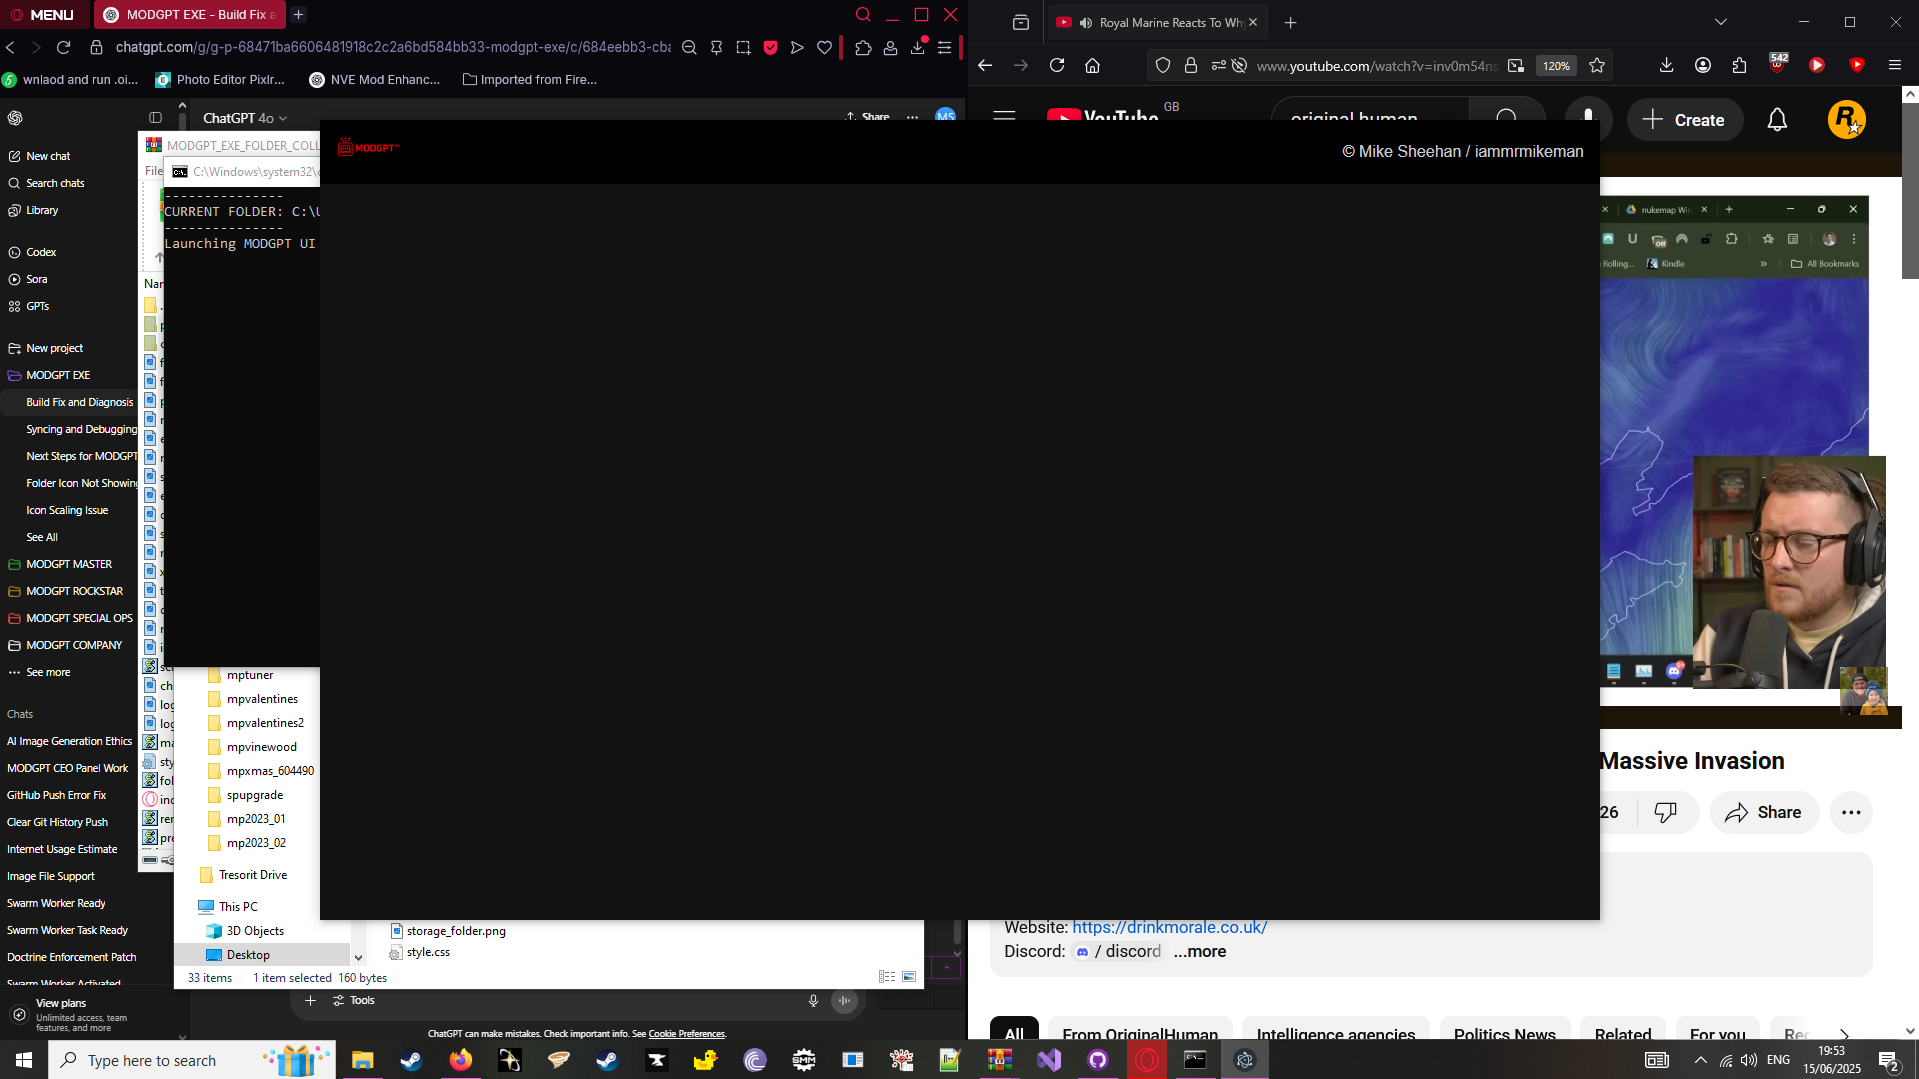 MENU
MODGPT EXE - Build Fix a
chatgpt.com/g/g-p-68471ba6606481918c2c2a6bd584bb33-modgpt-exe/c/684eebb3-cba
wnlaod and run .oi...
Photo Editor Pixlr...
NVE Mod Enhanc...
Imported from Fire...
ChatGPT 4o
Share
MS
New chat
Search chats
Library
Codex
Sora
GPTs
New project
MODGPT EXE
Build Fix and Diagnosis
Syncing and Debugging
Next Steps for MODGPT
Folder Icon Not Showing
Icon Scaling Issue
See All
MODGPT MASTER
MODGPT ROCKSTAR
MODGPT SPECIAL OPS
MODGPT COMPANY
See more
Chats
AI Image Generation Ethics
MODGPT CEO Panel Work
GitHub Push Error Fix
Clear Git History Push
Internet Usage Estimate
Image File Support
Swarm Worker Ready
Swarm Worker Task Ready
Doctrine Enforcement Patch
Swarm Worker Activated
View plans
Unlimited access, team
features, and more
MODGPT_EXE_FOLDER_COLL
File
C:\Windows\system32\c
---------------
CURRENT FOLDER: C:\U
---------------
Launching MODGPT UI
MODGPT™
© Mike Sheehan / iammrmikeman
mptuner
mpvalentines
mpvalentines2
mpvinewood
mpxmas_604490
spupgrade
mp2023_01
mp2023_02
Tresorit Drive
This PC
3D Objects
Desktop
storage_folder.png
style.css
33 items
1 item selected 160 bytes
Tools
ChatGPT can make mistakes. Check important info. See Cookie Preferences.
Royal Marine Reacts To Why
www.youtube.com/watch?v=inv0m54ns
120%
542
YouTube
GB
original human
Create
nukemap Win
Off
Rolling...
Kindle
All Bookmarks
Massive Invasion
26
Share
Website: https://drinkmorale.co.uk/
Discord: / discord ...more
All
From OriginalHuman
Intelligence agencies
Politics News
Related
For you
Rec
Type here to search
SMM
ENG
19:53
15/06/2025
2